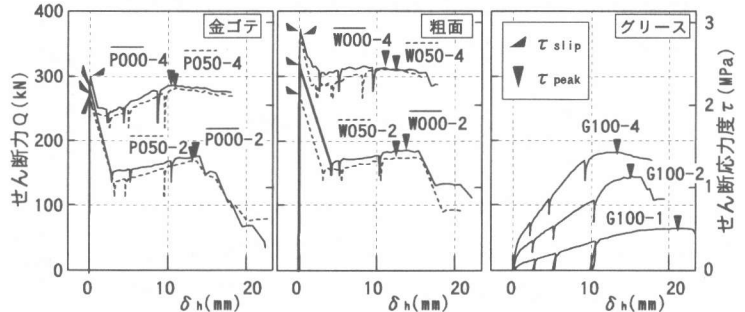 金ゴテ
粗面
グリース
せん断力 Q(kN)
400
300
200
100
0
P000-4
P050-4
P050-2
P000-2
0 10 20
δh(mm)
W000-4
W050-4
W050-2
W000-2
0 10 20
δh(mm)
τ slip
τ peak
G100-4
G100-2
G100-1
0 10 20
δh(mm)
3
2
1
0
せん断応力度 τ(MPa)